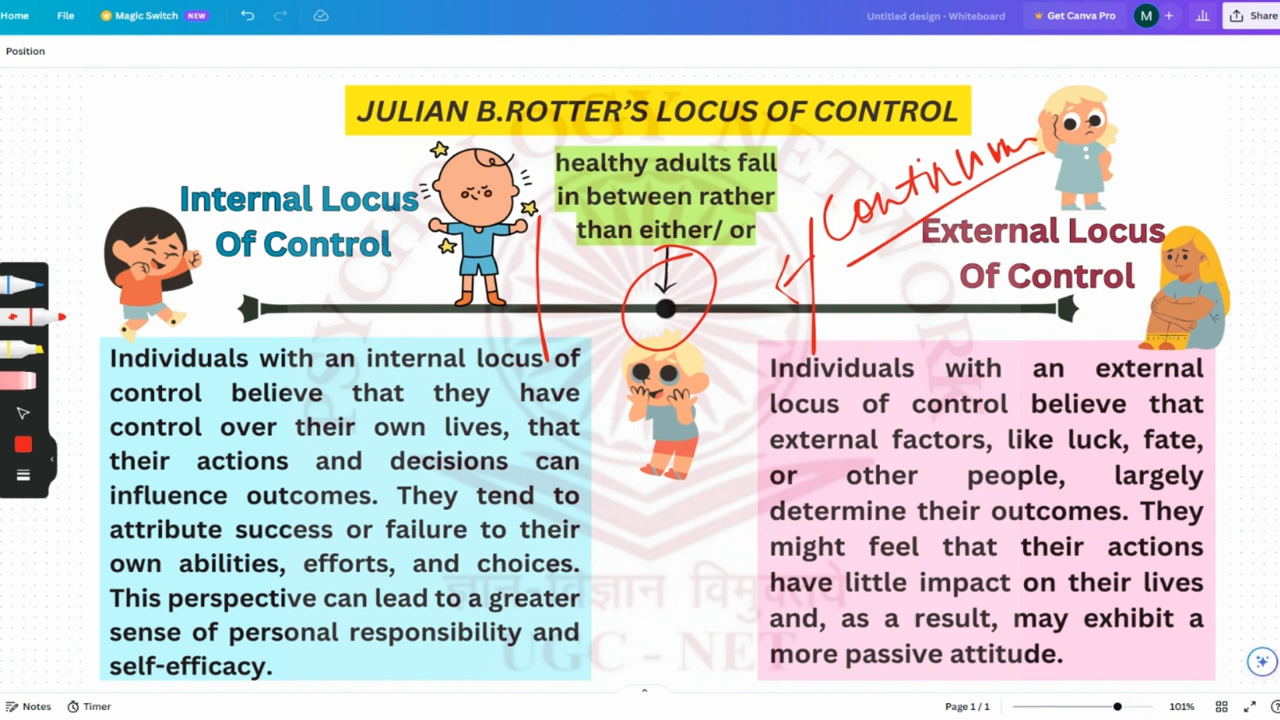 Home File Magic Switch NEW Untitled design - Whiteboard Get Canva Pro M + Share
Position
JULIAN B.ROTTER'S LOCUS OF CONTROL
healthy adults fall
in between rather
than either/ or
Continuum
Internal Locus
Of Control
External Locus
Of Control
Individuals with an internal locus of
control believe that they have
control over their own lives, that
their actions and decisions can
influence outcomes. They tend to
attribute success or failure to their
own abilities, efforts, and choices.
This perspective can lead to a greater
sense of personal responsibility and
self-efficacy.
Individuals with an external
locus of control believe that
external factors, like luck, fate,
or other people, largely
determine their outcomes. They
might feel that their actions
have little impact on their lives
and, as a result, may exhibit a
more passive attitude.
PSYCHOLOGY NETWORK
ज्ञान-विज्ञान विमुक्तये
UGC - NET
Notes Timer Page 1 / 1 101%